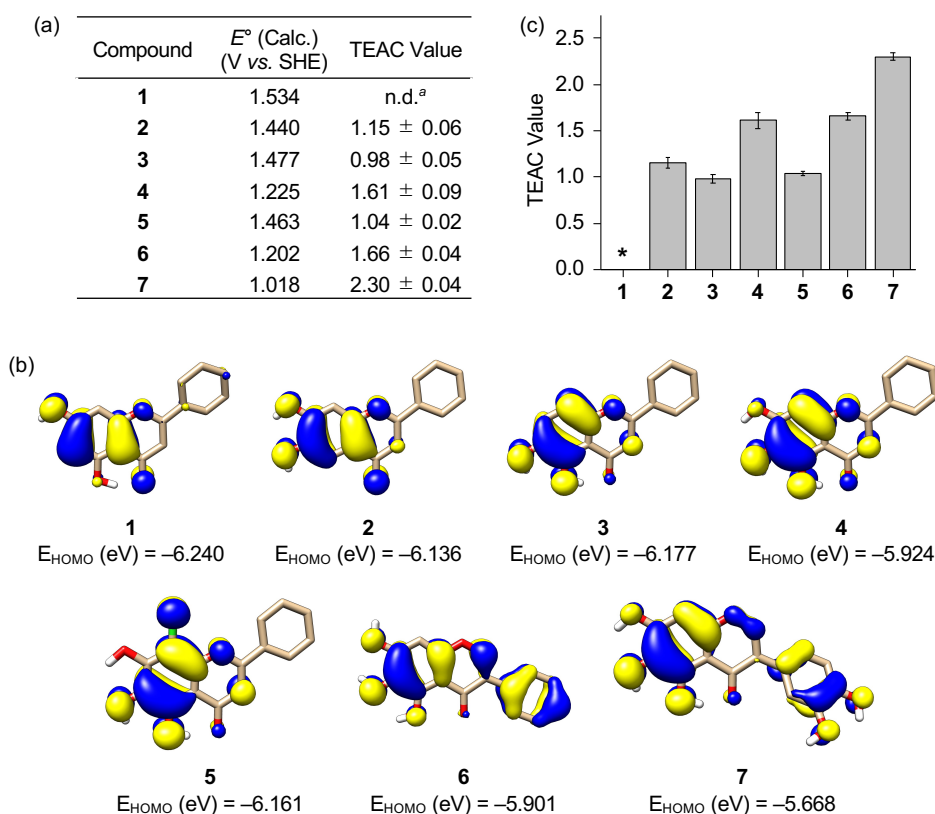 (a)
Compound E° (Calc.) (V vs. SHE) TEAC Value
1 1.534 n.d.a
2 1.440 1.15 ± 0.06
3 1.477 0.98 ± 0.05
4 1.225 1.61 ± 0.09
5 1.463 1.04 ± 0.02
6 1.202 1.66 ± 0.04
7 1.018 2.30 ± 0.04
(c)
TEAC Value
2.5
2.0
1.5
1.0
0.5
0.0
*
1 2 3 4 5 6 7
(b)
1 2 3 4
EHOMO (eV) = –6.240 EHOMO (eV) = –6.136 EHOMO (eV) = –6.177 EHOMO (eV) = –5.924
5 6 7
EHOMO (eV) = –6.161 EHOMO (eV) = –5.901 EHOMO (eV) = –5.668